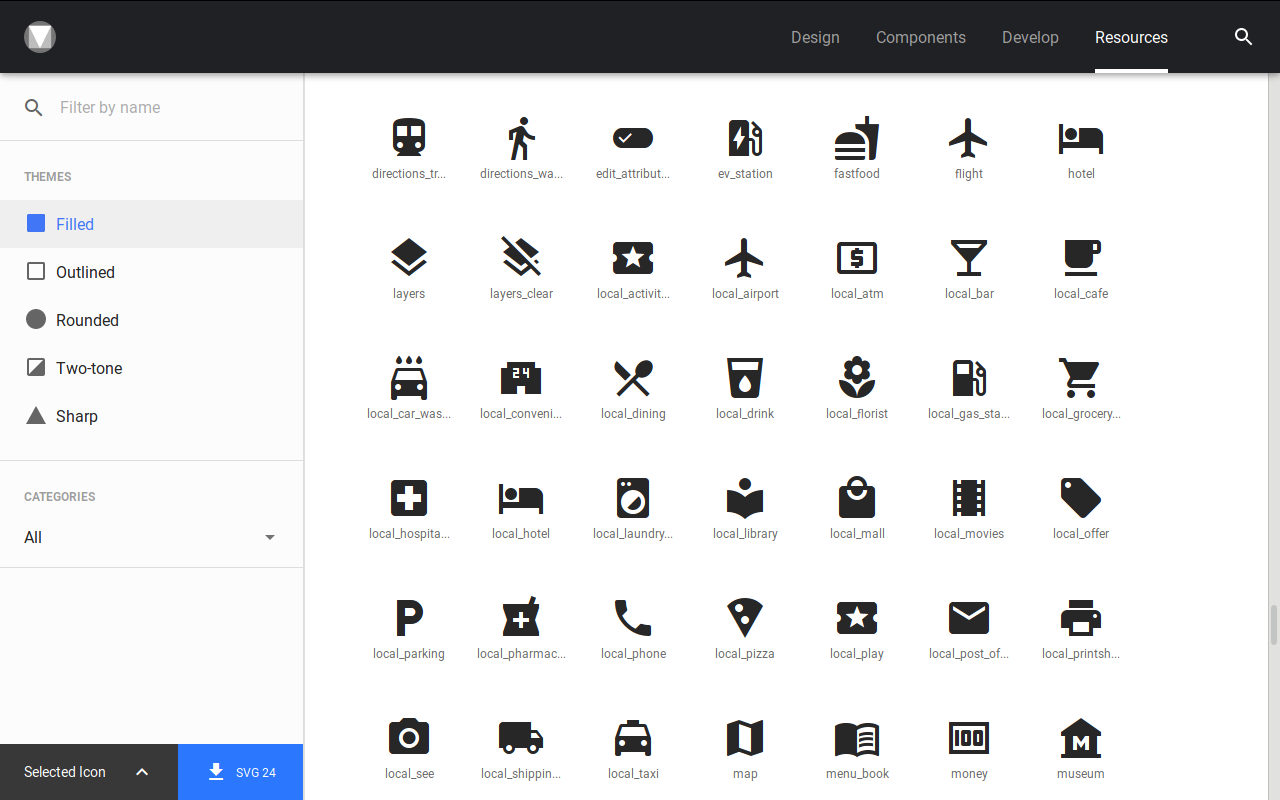 Design
Components
Develop
Resources
Filter by name
THEMES
Filled
Outlined
Rounded
Two-tone
Sharp
CATEGORIES
All
Selected Icon
SVG 24
directions_tr...
directions_wa...
edit_attribut...
ev_station
fastfood
flight
hotel
layers
layers_clear
local_activit...
local_airport
local_atm
local_bar
local_cafe
24
local_car_was...
local_conveni...
local_dining
local_drink
local_florist
local_gas_sta...
local_grocery...
local_hospita...
local_hotel
local_laundry...
local_library
local_mall
local_movies
local_offer
P
local_parking
local_pharmac...
local_phone
local_pizza
local_play
local_post_of...
local_printsh...
100
M
local_see
local_shippin...
local_taxi
map
menu_book
money
museum